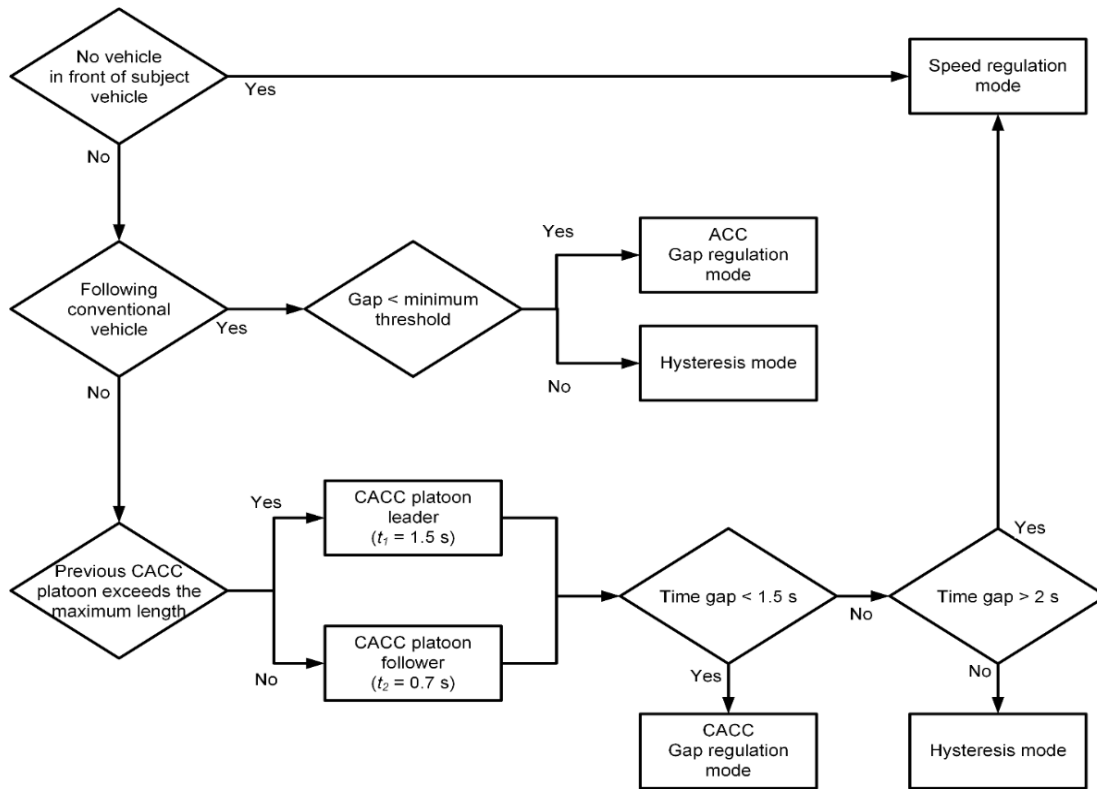 No vehicle
in front of subject
vehicle
Yes
Speed regulation
mode
No
Following
conventional
vehicle
Yes
Gap < minimum
threshold
Yes
ACC
Gap regulation
mode
No
Hysteresis mode
No
Previous CACC
platoon exceeds the
maximum length
Yes
CACC platoon
leader
(t₁ = 1.5 s)
No
CACC platoon
follower
(t₂ = 0.7 s)
Time gap < 1.5 s
No
Time gap > 2 s
Yes
Yes
CACC
Gap regulation
mode
No
Hysteresis mode